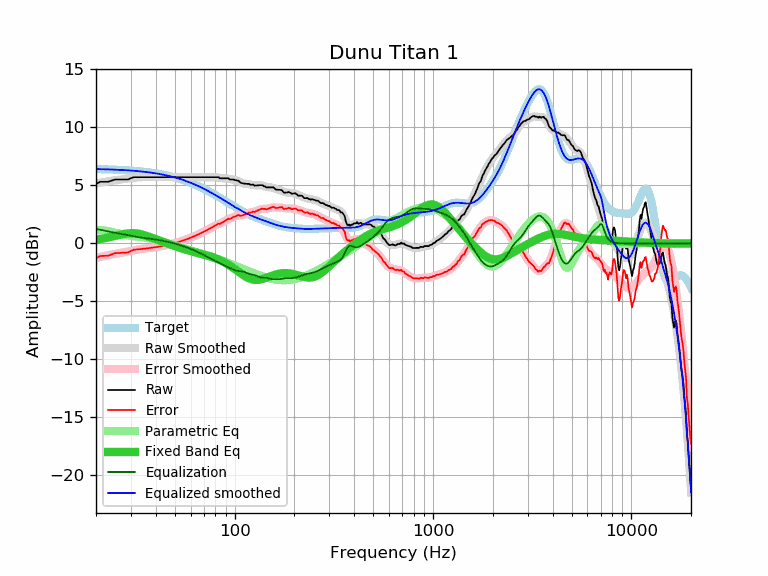 Dunu Titan 1
15
10
5
0
−5
−10
−15
−20
Amplitude (dBr)
Target
Raw Smoothed
Error Smoothed
Raw
Error
Parametric Eq
Fixed Band Eq
Equalization
Equalized smoothed
100
1000
10000
Frequency (Hz)